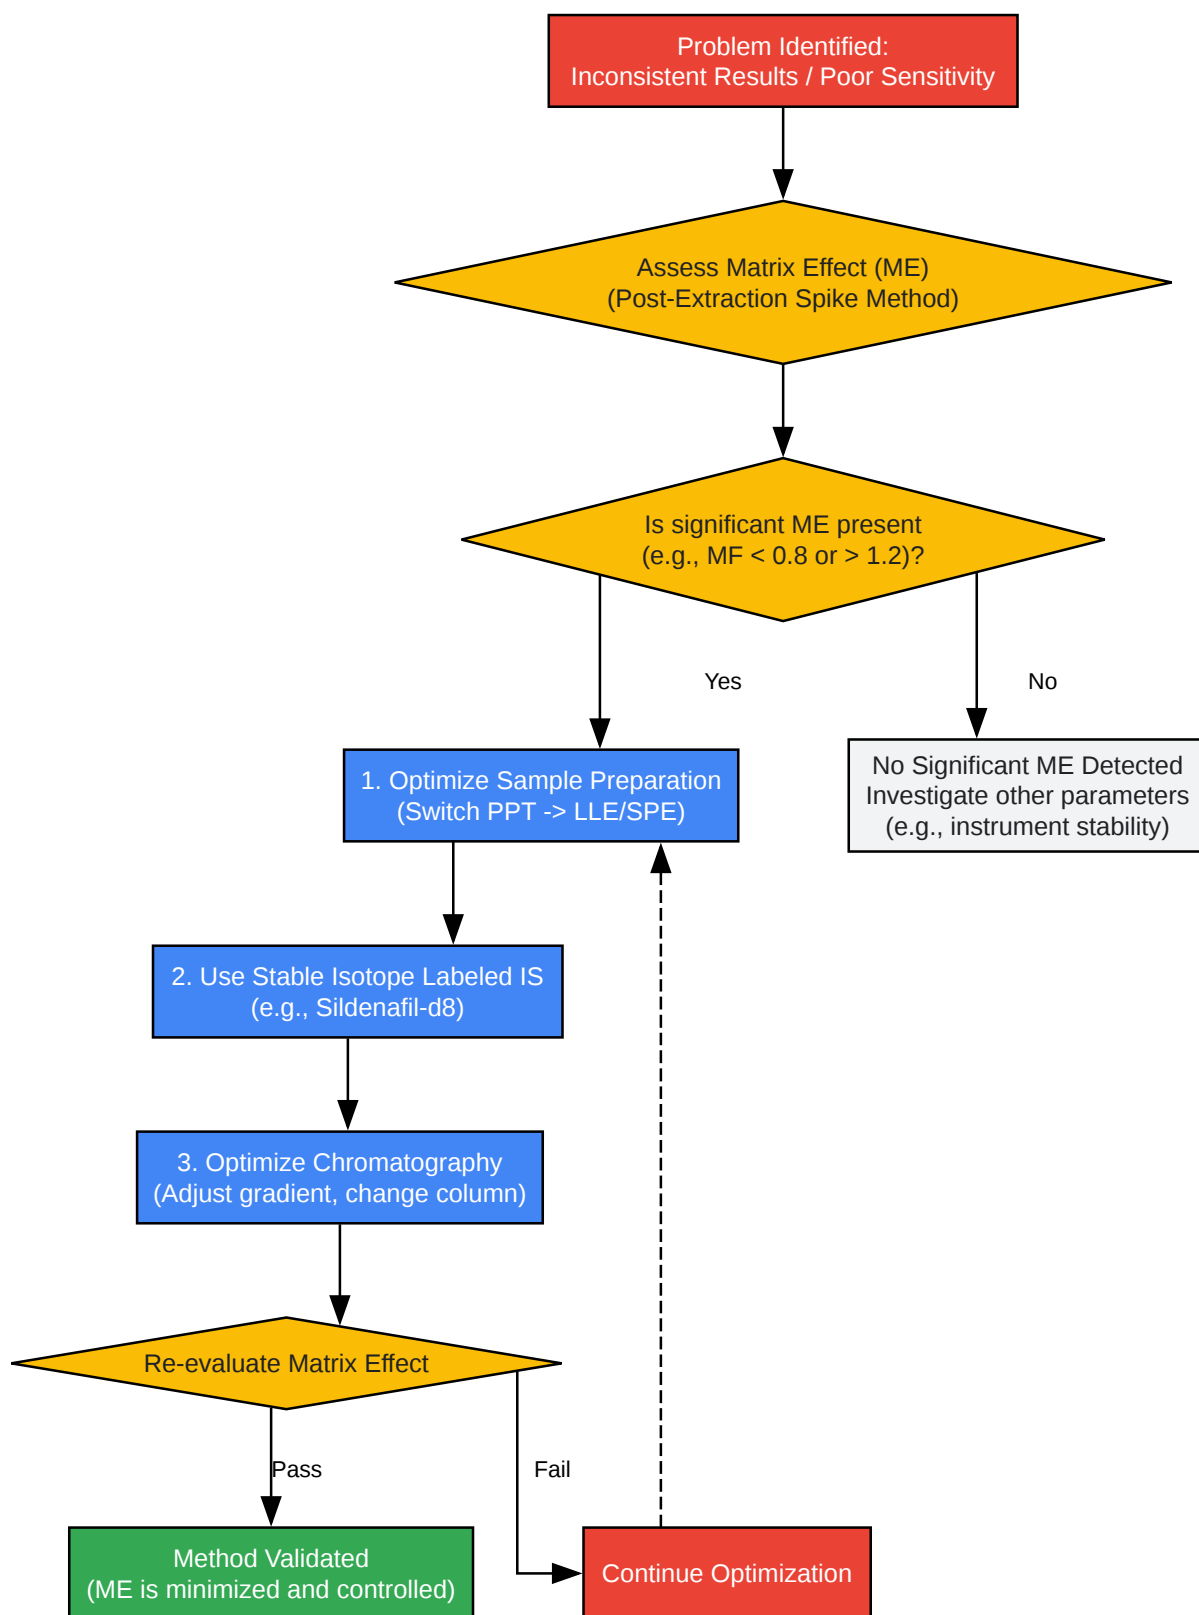 Problem Identified:
Inconsistent Results / Poor Sensitivity
Assess Matrix Effect (ME)
(Post-Extraction Spike Method)
Is significant ME present
(e.g., MF < 0.8 or > 1.2)?
Yes
No
1. Optimize Sample Preparation
(Switch PPT -> LLE/SPE)
No Significant ME Detected
Investigate other parameters
(e.g., instrument stability)
2. Use Stable Isotope Labeled IS
(e.g., Sildenafil-d8)
3. Optimize Chromatography
(Adjust gradient, change column)
Re-evaluate Matrix Effect
Pass
Fail
Method Validated
(ME is minimized and controlled)
Continue Optimization